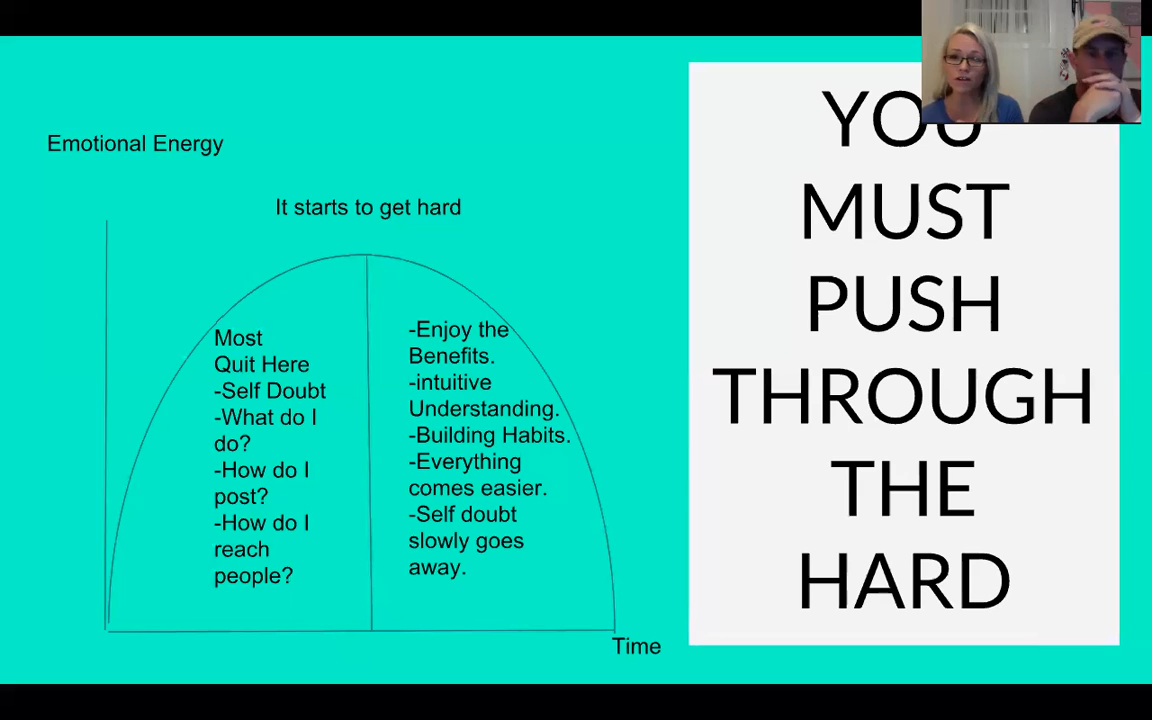 Emotional Energy
It starts to get hard
Most
Quit Here
-Self Doubt
-What do I
do?
-How do I
post?
-How do I
reach
people?
-Enjoy the
Benefits.
-intuitive
Understanding.
-Building Habits.
-Everything
comes easier.
-Self doubt
slowly goes
away.
Time
YOU
MUST
PUSH
THROUGH
THE
HARD